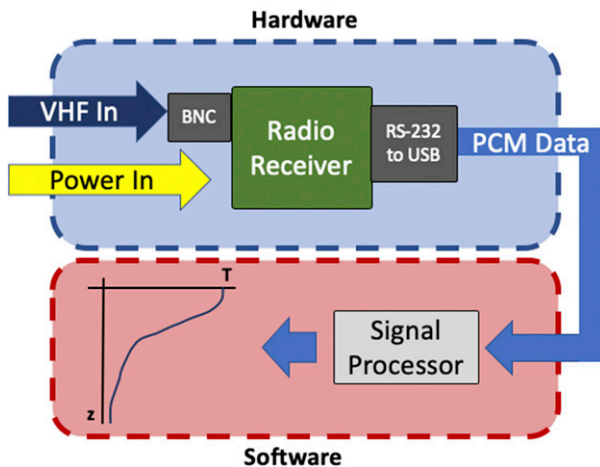 Hardware
VHF In
BNC
Radio
Receiver
RS-232
to USB
PCM Data
Power In
T
z
Signal
Processor
Software